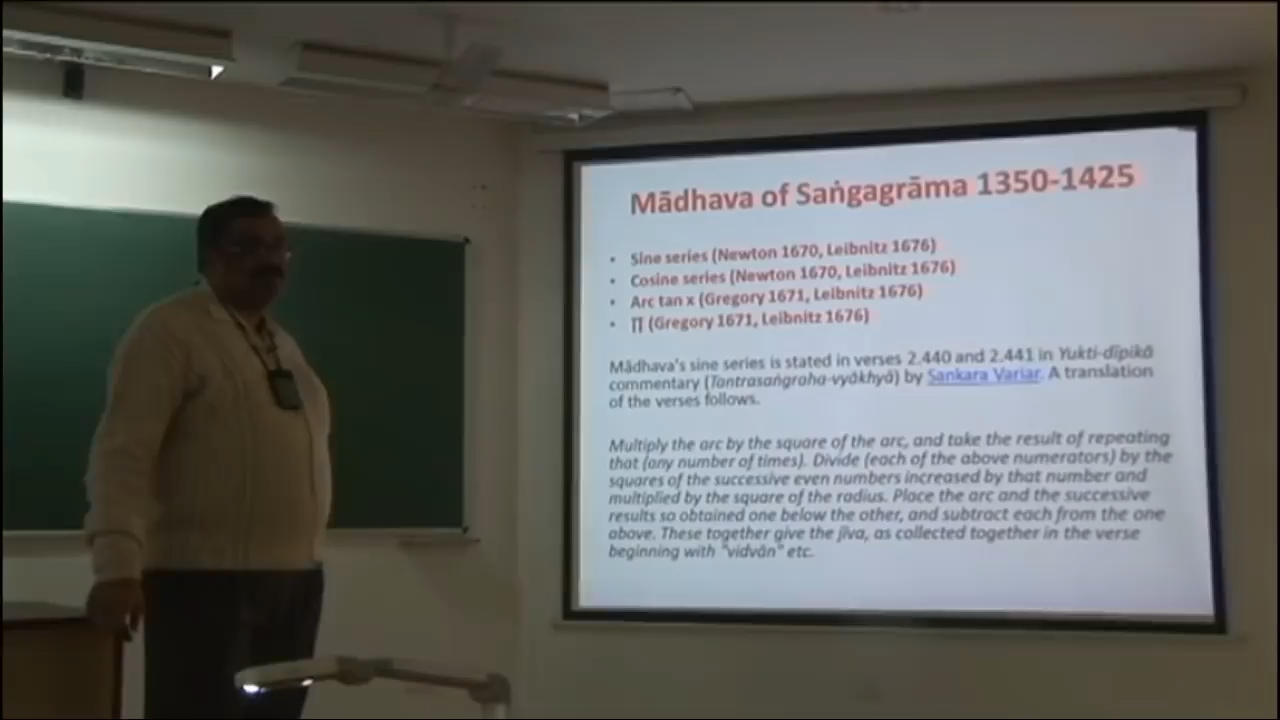 Mādhava of Saṅgagrāma 1350-1425
• Sine series (Newton 1670, Leibnitz 1676)
• Cosine series (Newton 1670, Leibnitz 1676)
• Arc tan x (Gregory 1671, Leibnitz 1676)
• ∏ (Gregory 1671, Leibnitz 1676)
Mādhava's sine series is stated in verses 2.440 and 2.441 in Yukti-dīpikā
commentary (Tantrasaṅgraha-vyākhyā) by Sankara Variar. A translation
of the verses follows.
Multiply the arc by the square of the arc, and take the result of repeating
that (any number of times). Divide (each of the above numerators) by the
squares of the successive even numbers increased by that number and
multiplied by the square of the radius. Place the arc and the successive
results so obtained one below the other, and subtract each from the one
above. These together give the jīva, as collected together in the verse
beginning with "vidvān" etc.